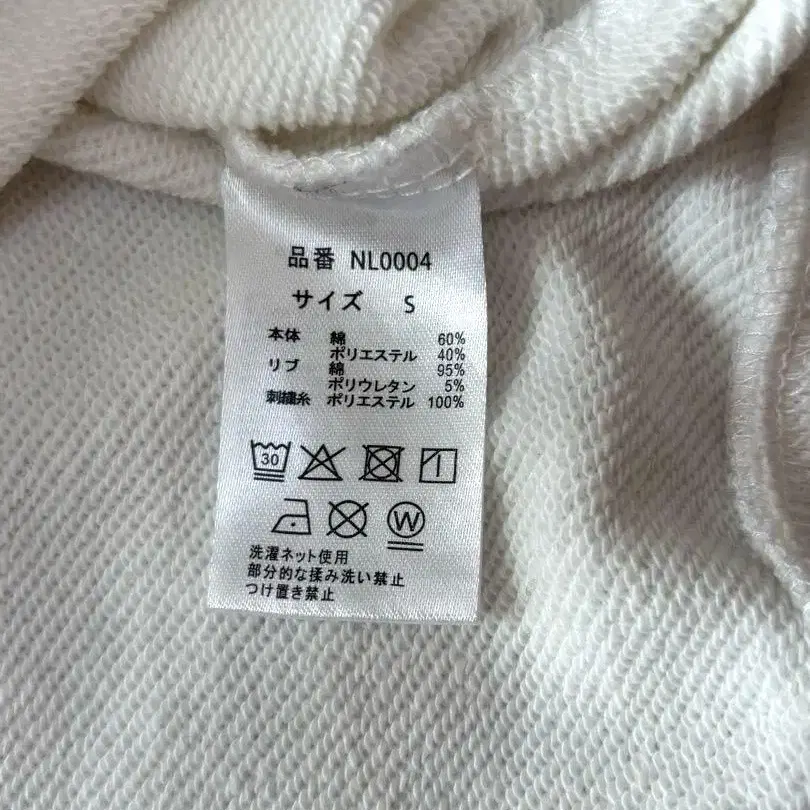 品番 NL0004
サイズ S
本体 綿 60%
ポリエステル 40%
リブ 綿 95%
ポリウレタン 5%
刺繍糸 ポリエステル 100%
30
W
洗濯ネット使用
部分的な揉み洗い禁止
つけ置き禁止